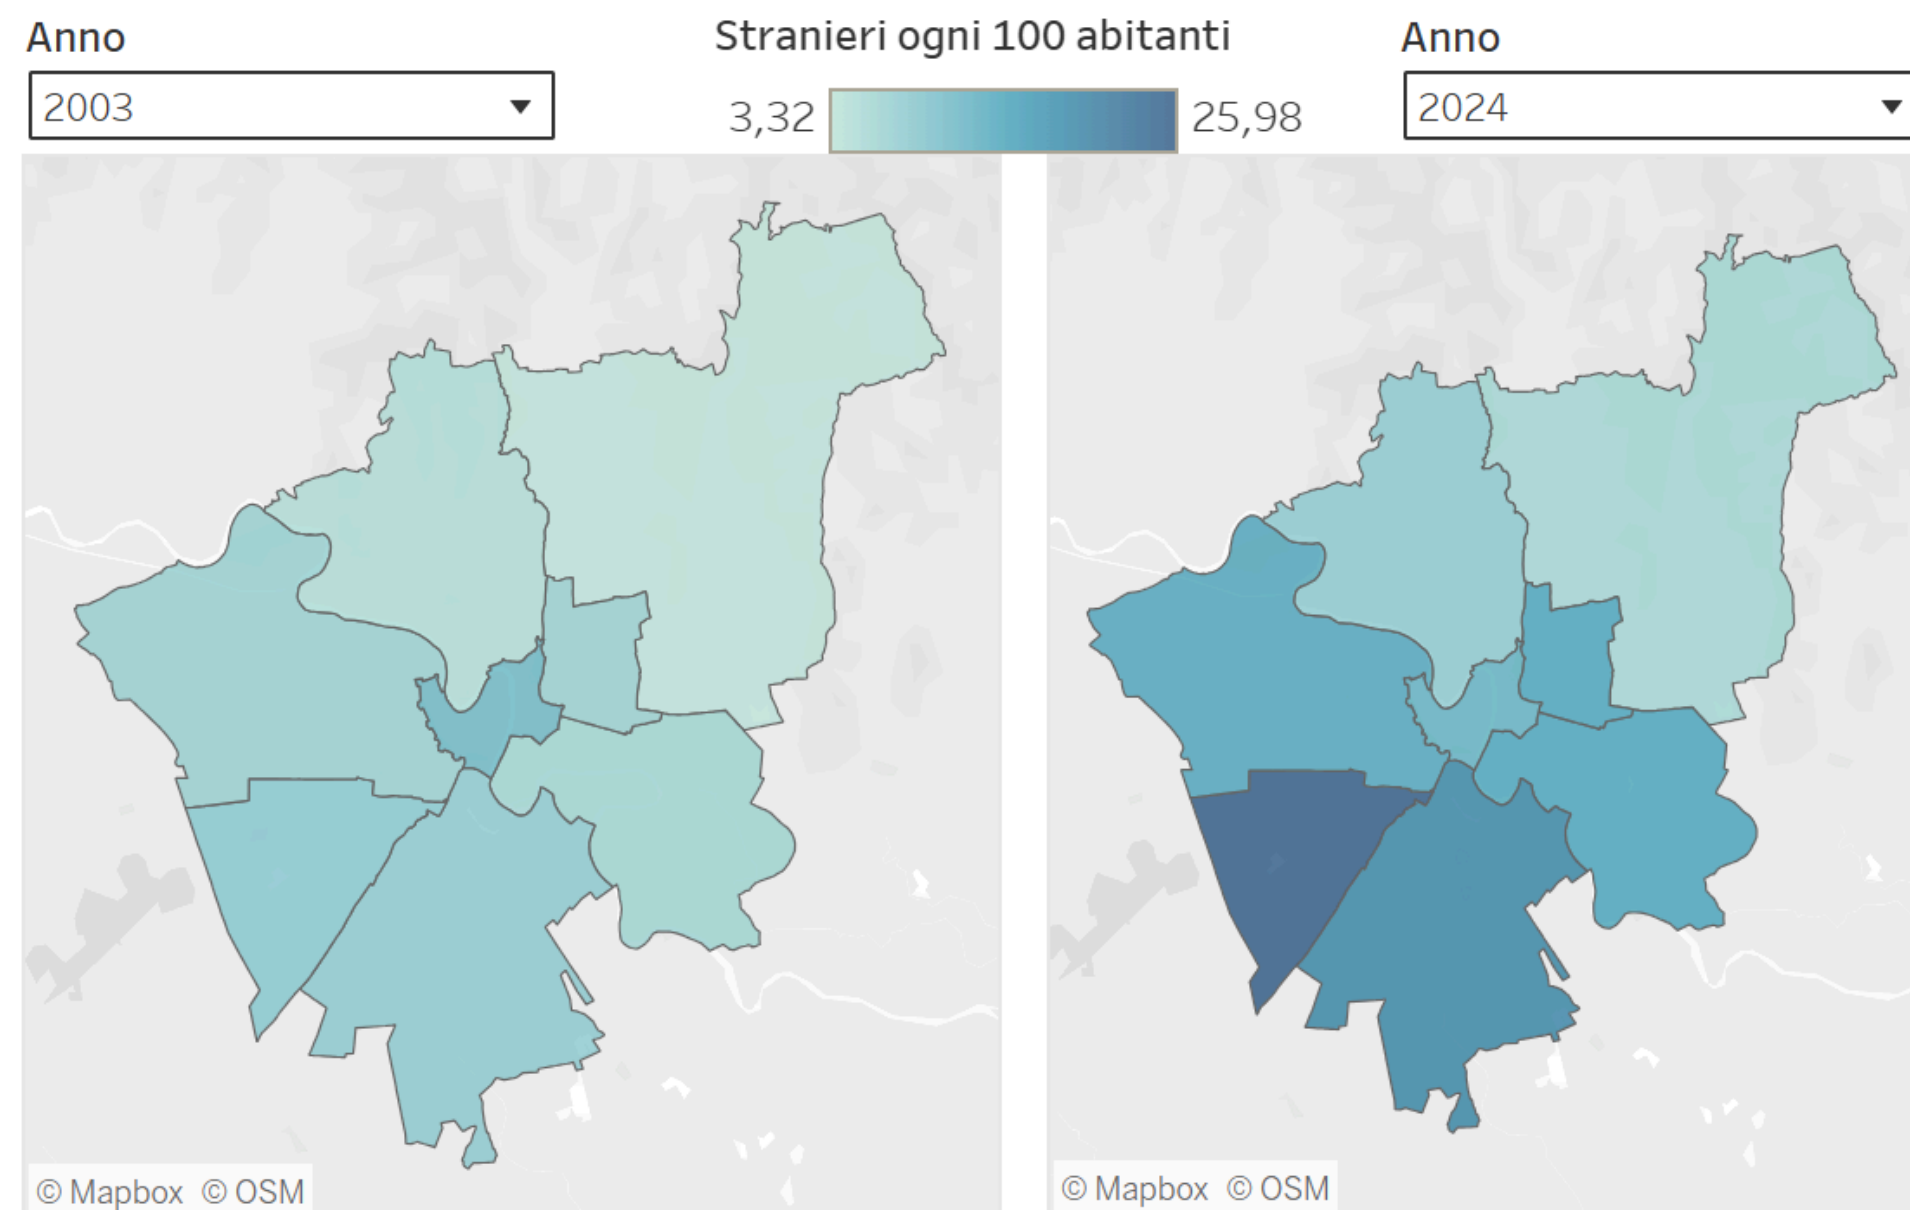 Anno
2003
Stranieri ogni 100 abitanti
3,32
25,98
Anno
2024
© Mapbox © OSM
© Mapbox © OSM